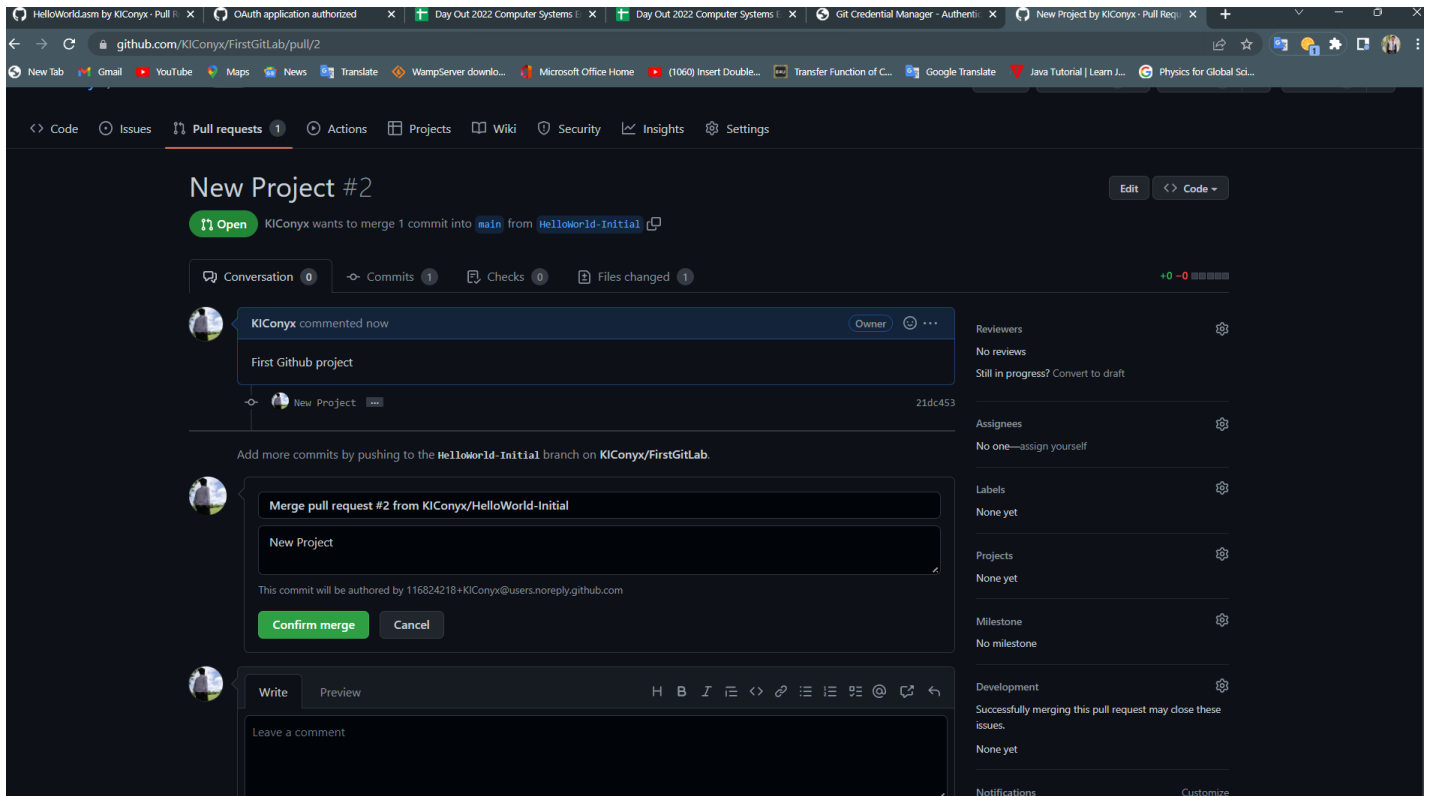 HelloWorld.asm by KIConyx · Pull R
OAuth application authorized
Day Out 2022 Computer Systems E
Day Out 2022 Computer Systems E
Git Credential Manager - Authentic
New Project by KIConyx · Pull Requ
github.com/KIConyx/FirstGitLab/pull/2
New Tab
Gmail
YouTube
Maps
News
Translate
WampServer downlo...
Microsoft Office Home
(1060) Insert Double...
Transfer Function of C...
Google Translate
Java Tutorial | Learn J...
Physics for Global Sci...
Code
Issues
Pull requests 1
Actions
Projects
Wiki
Security
Insights
Settings
New Project #2
Edit
Code
Open
KIConyx wants to merge 1 commit into main from HelloWorld-Initial
Conversation 0
Commits 1
Checks 0
Files changed 1
+0 −0
KIConyx commented now
Owner
First Github project
New Project
21dc453
Add more commits by pushing to the HelloWorld-Initial branch on KIConyx/FirstGitLab.
Merge pull request #2 from KIConyx/HelloWorld-Initial
New Project
This commit will be authored by 116824218+KIConyx@users.noreply.github.com
Confirm merge
Cancel
Write
Preview
Leave a comment
Reviewers
No reviews
Still in progress? Convert to draft
Assignees
No one—assign yourself
Labels
None yet
Projects
None yet
Milestone
No milestone
Development
Successfully merging this pull request may close these
issues.
None yet
Notifications
Customize